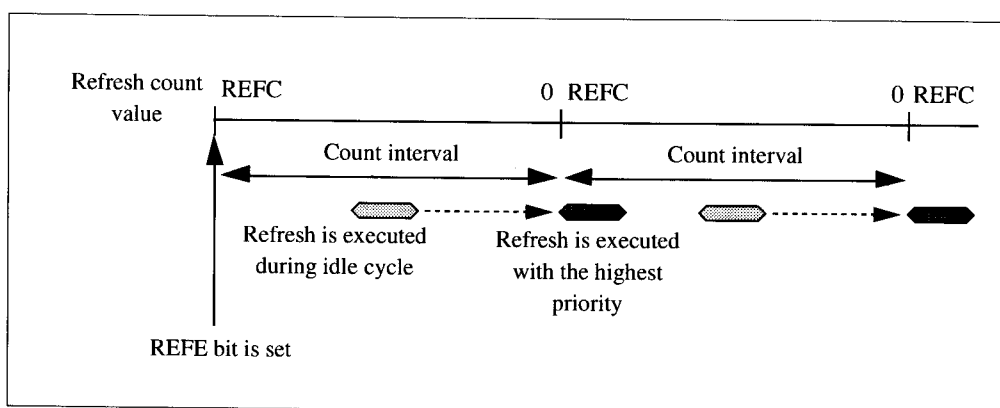 Refresh count
value
REFC
0 REFC
0 REFC
Count interval
Count interval
Refresh is executed
during idle cycle
Refresh is executed
with the highest
priority
REFE bit is set